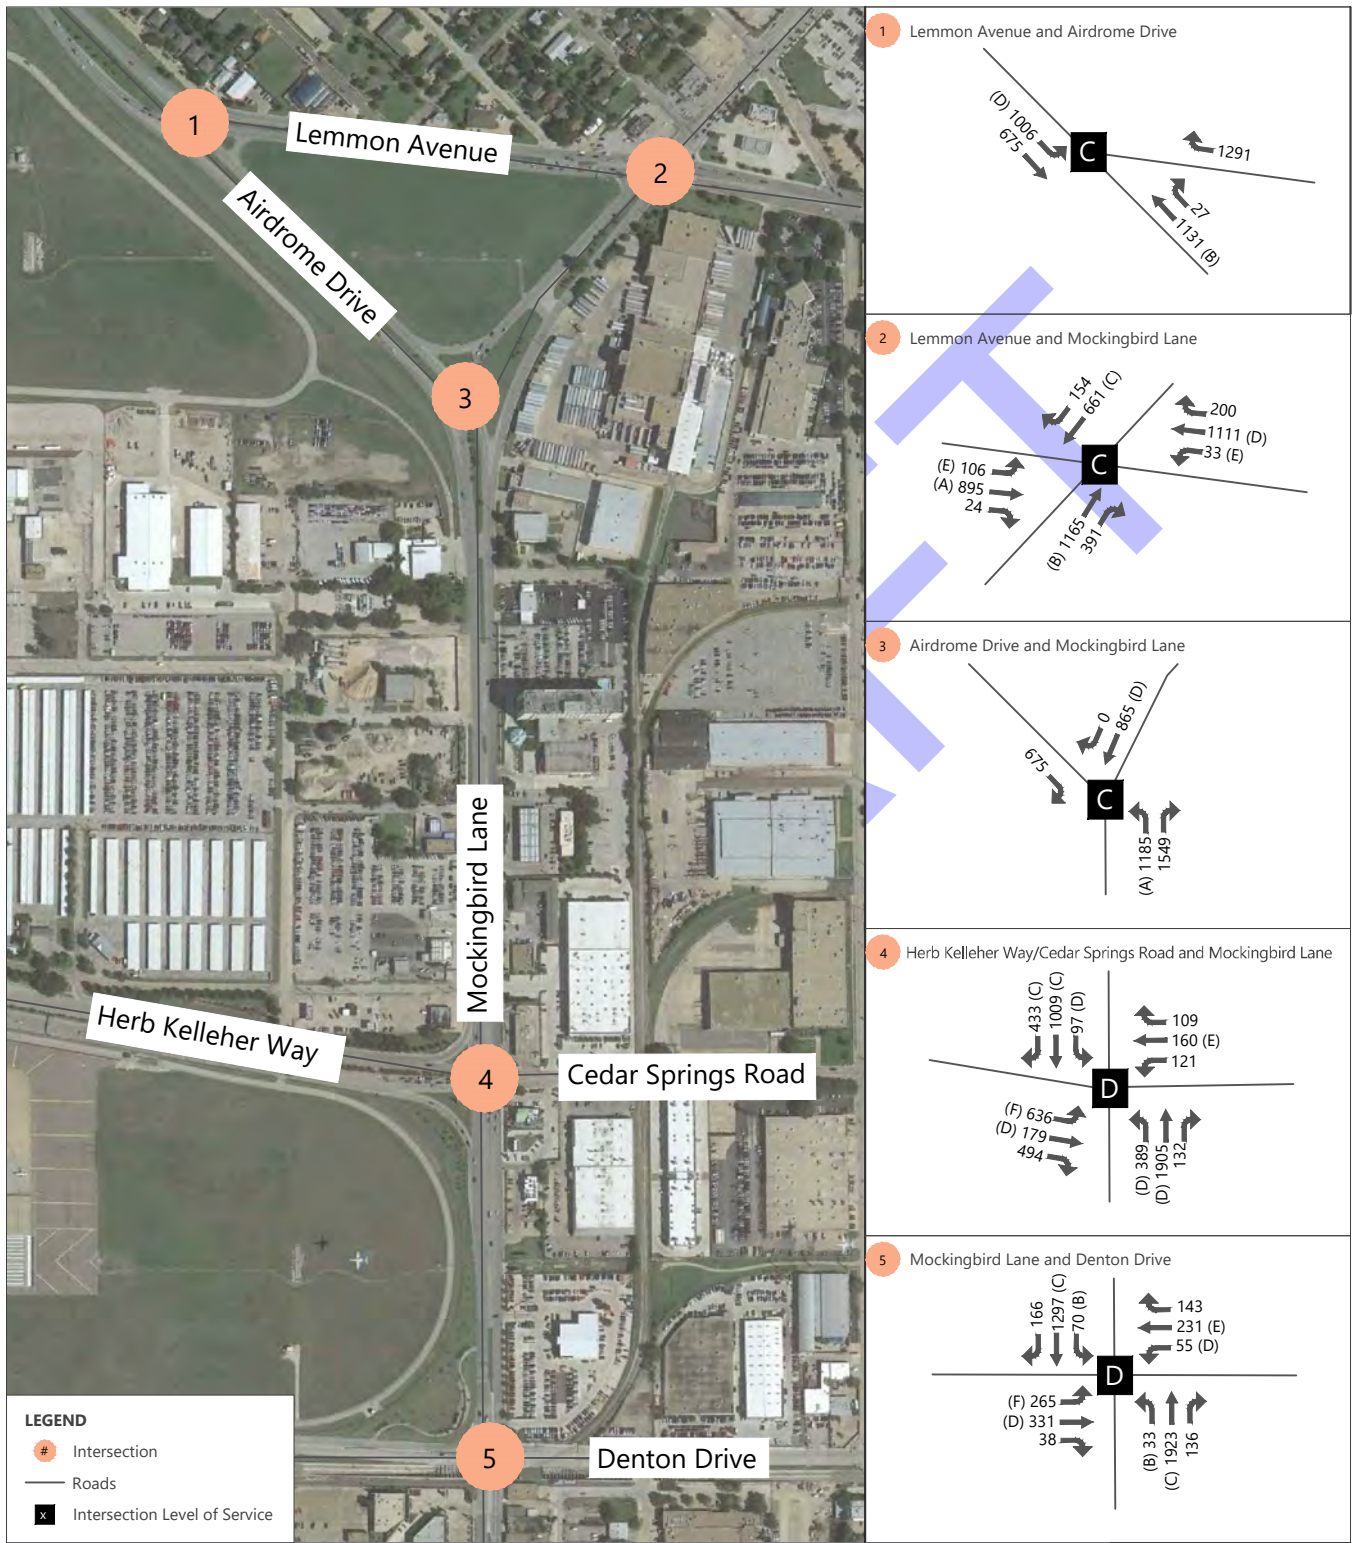 1
Lemmon Avenue
2
Airdrome Drive
3
Mockingbird Lane
Herb Kelleher Way
4
Cedar Springs Road
5
Denton Drive
LEGEND
# Intersection
Roads
x Intersection Level of Service
1 Lemmon Avenue and Airdrome Drive
(D) 1006
675
C
1291
27
1131 (B)
2 Lemmon Avenue and Mockingbird Lane
154
661 (C)
200
1111 (D)
33 (E)
C
(E) 106
(A) 895
24
(B) 1165
391
3 Airdrome Drive and Mockingbird Lane
0
865 (D)
675
C
(A) 1185
1549
4 Herb Kelleher Way/Cedar Springs Road and Mockingbird Lane
433 (C)
1009 (C)
97 (D)
109
160 (E)
121
D
(F) 636
(D) 179
494
(D) 389
(D) 1905
132
5 Mockingbird Lane and Denton Drive
166
1297 (C)
70 (B)
143
231 (E)
55 (D)
D
(F) 265
(D) 331
38
(B) 33
(C) 1923
136